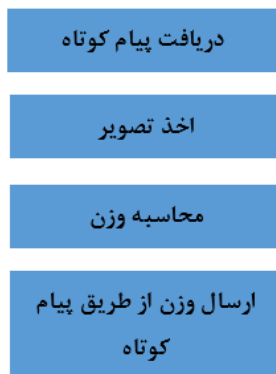 دریافت پیام کوتاه
اخذ تصویر
محاسبه وزن
ارسال وزن از طریق پیام
کوتاه